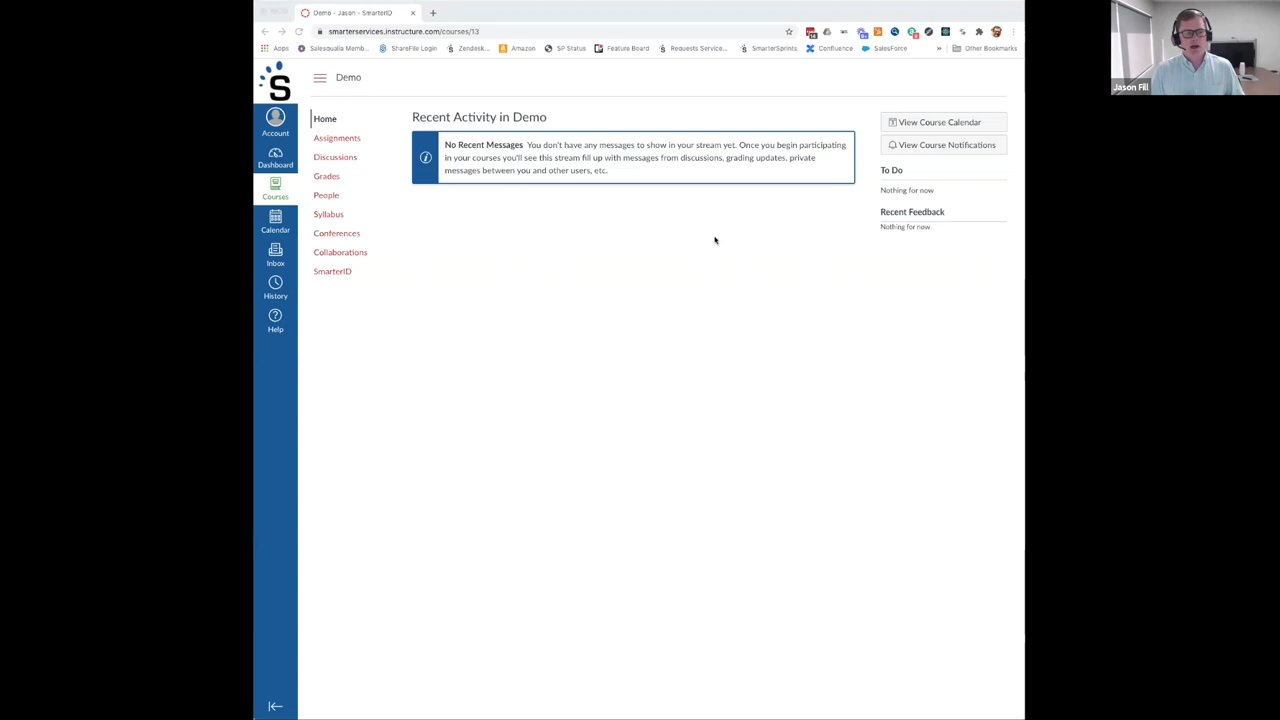 Demo - Jason - SmarterID
smarterservices.instructure.com/courses/13
Apps
Salesqualia Memb...
ShareFile Login
Zendesk...
Amazon
SP Status
Feature Board
Requests Service...
SmarterSprints
Confluence
SalesForce
»
Other Bookmarks
Jason Fill
S
Demo
Account
Dashboard
Courses
Calendar
Inbox
History
Help
Home
Assignments
Discussions
Grades
People
Syllabus
Conferences
Collaborations
SmarterID
Recent Activity in Demo
No Recent Messages You don't have any messages to show in your stream yet. Once you begin participating
in your courses you'll see this stream fill up with messages from discussions, grading updates, private
messages between you and other users, etc.
View Course Calendar
View Course Notifications
To Do
Nothing for now
Recent Feedback
Nothing for now